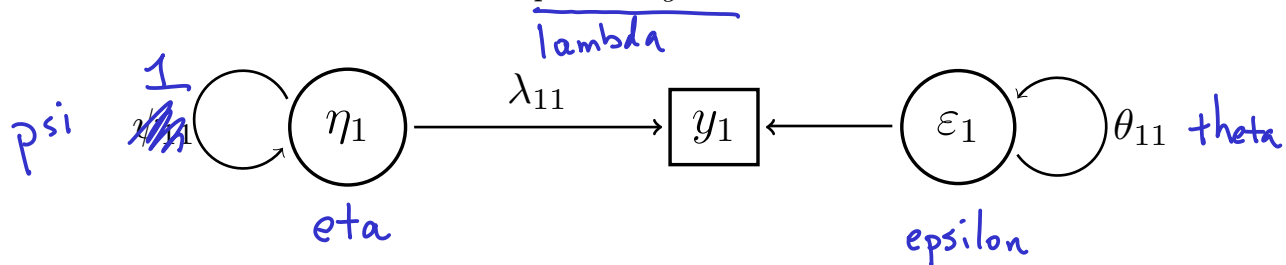 lambda
1
λ₁₁
psi η₁ y₁ ε₁ θ₁₁ theta
eta epsilon